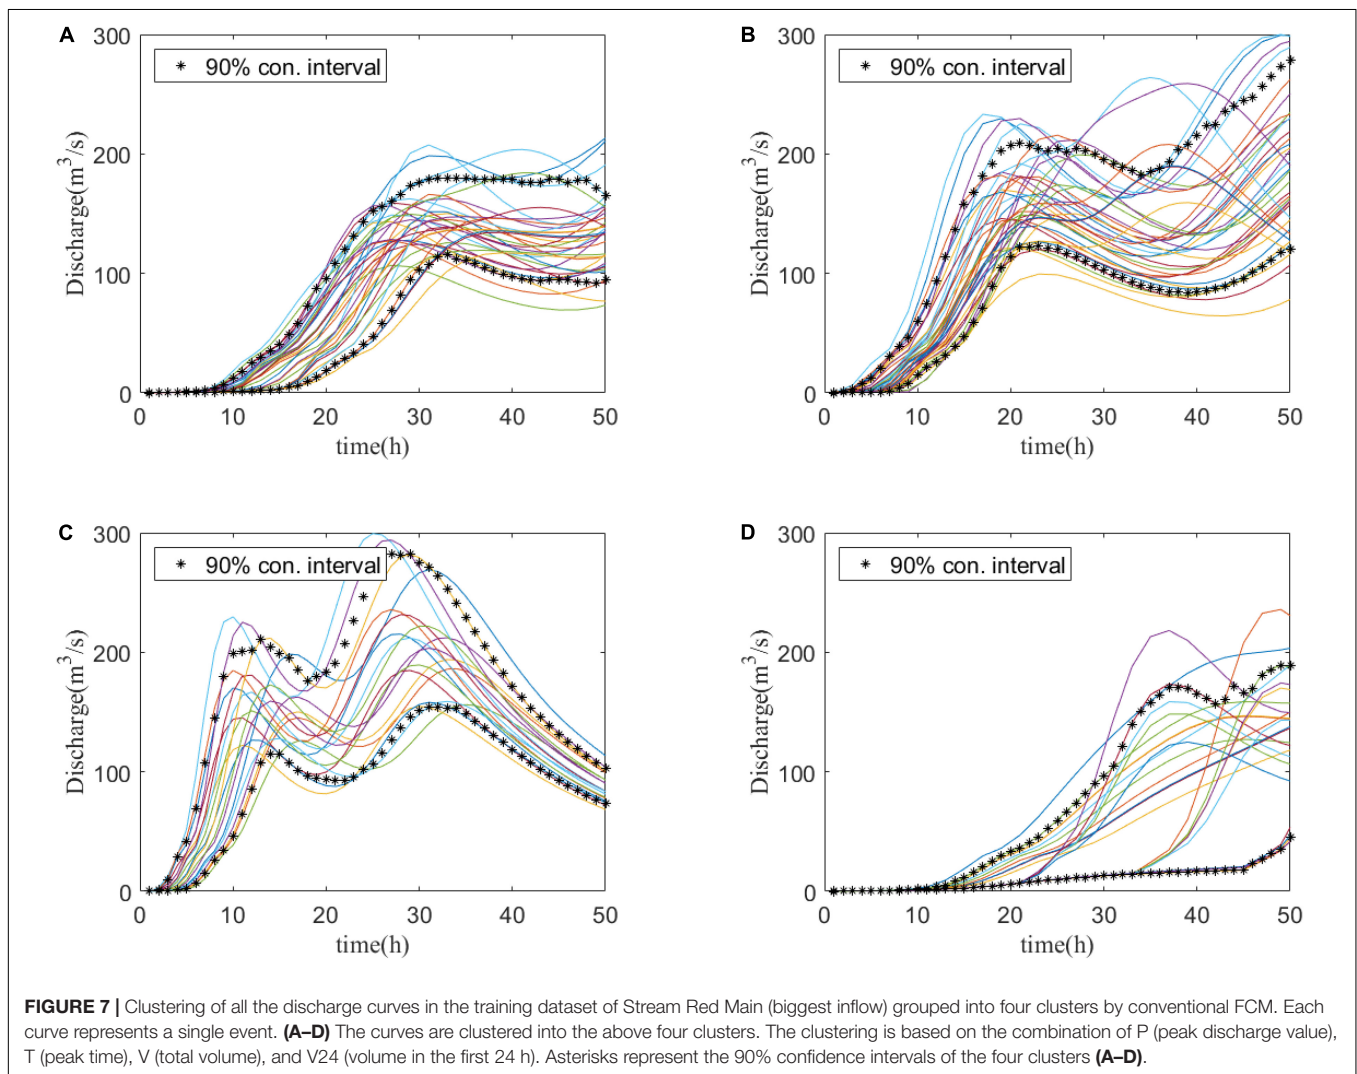 A
300
200
100
0
Discharge(m³/s)
✱ 90% con. interval
0 10 20 30 40 50
time(h)
B
300
200
100
0
Discharge(m³/s)
✱ 90% con. interval
0 10 20 30 40 50
time(h)
C
300
200
100
0
Discharge(m³/s)
✱ 90% con. interval
0 10 20 30 40 50
time(h)
D
300
200
100
0
Discharge(m³/s)
✱ 90% con. interval
0 10 20 30 40 50
time(h)
FIGURE 7 | Clustering of all the discharge curves in the training dataset of Stream Red Main (biggest inflow) grouped into four clusters by conventional FCM. Each
curve represents a single event. (A–D) The curves are clustered into the above four clusters. The clustering is based on the combination of P (peak discharge value),
T (peak time), V (total volume), and V24 (volume in the first 24 h). Asterisks represent the 90% confidence intervals of the four clusters (A–D).